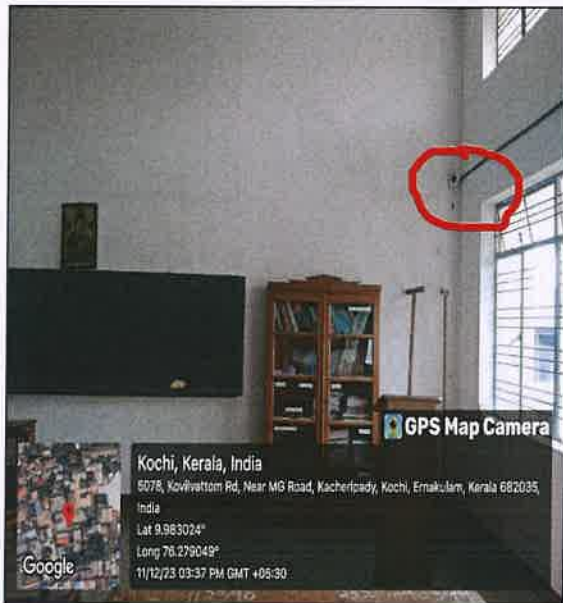 GPS Map Camera
Kochi, Kerala, India
5078, Kovilvattom Rd, Near MG Road, Kacheripady, Kochi, Ernakulam, Kerala 682035,
India
Lat 9.983024°
Long 76.279049°
11/12/23 03:37 PM GMT +05:30
Google